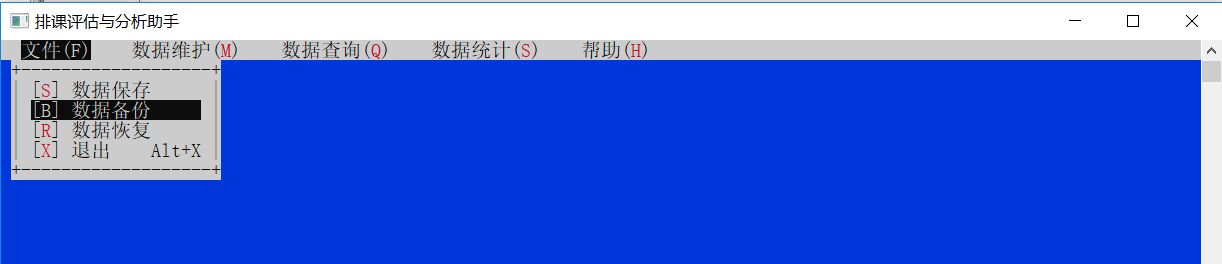 排课评估与分析助手
文件(F) 数据维护(M) 数据查询(Q) 数据统计(S) 帮助(H)
[S] 数据保存
[B] 数据备份
[R] 数据恢复
[X] 退出 Alt+X